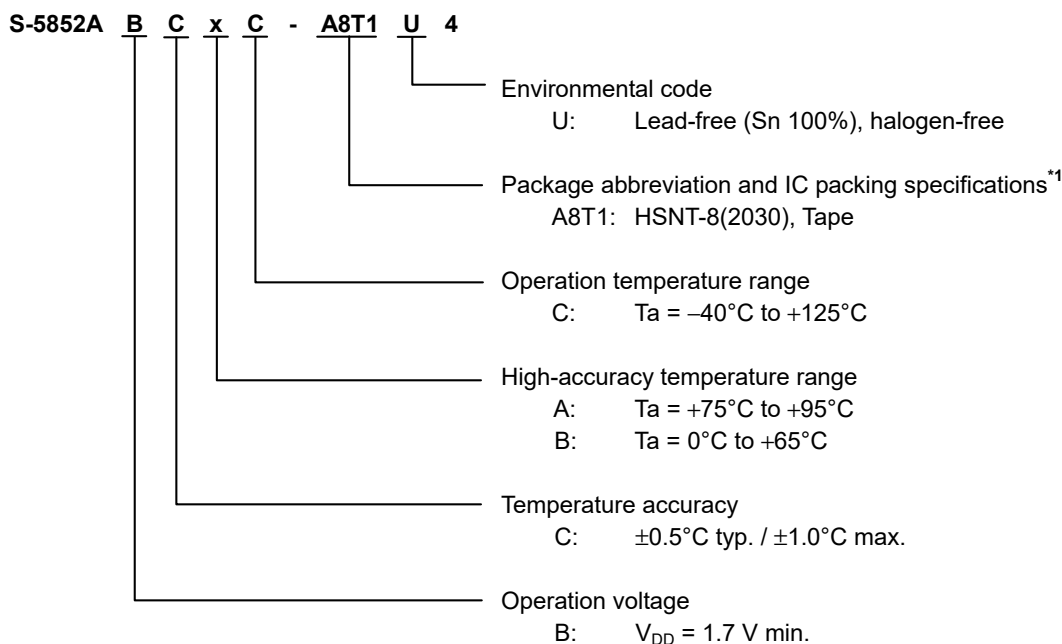 S-5852A B C x C - A8T1 U 4
Environmental code
U: Lead-free (Sn 100%), halogen-free
Package abbreviation and IC packing specifications*1
A8T1: HSNT-8(2030), Tape
Operation temperature range
C: Ta = −40°C to +125°C
High-accuracy temperature range
A: Ta = +75°C to +95°C
B: Ta = 0°C to +65°C
Temperature accuracy
C: ±0.5°C typ. / ±1.0°C max.
Operation voltage
B: VDD = 1.7 V min.